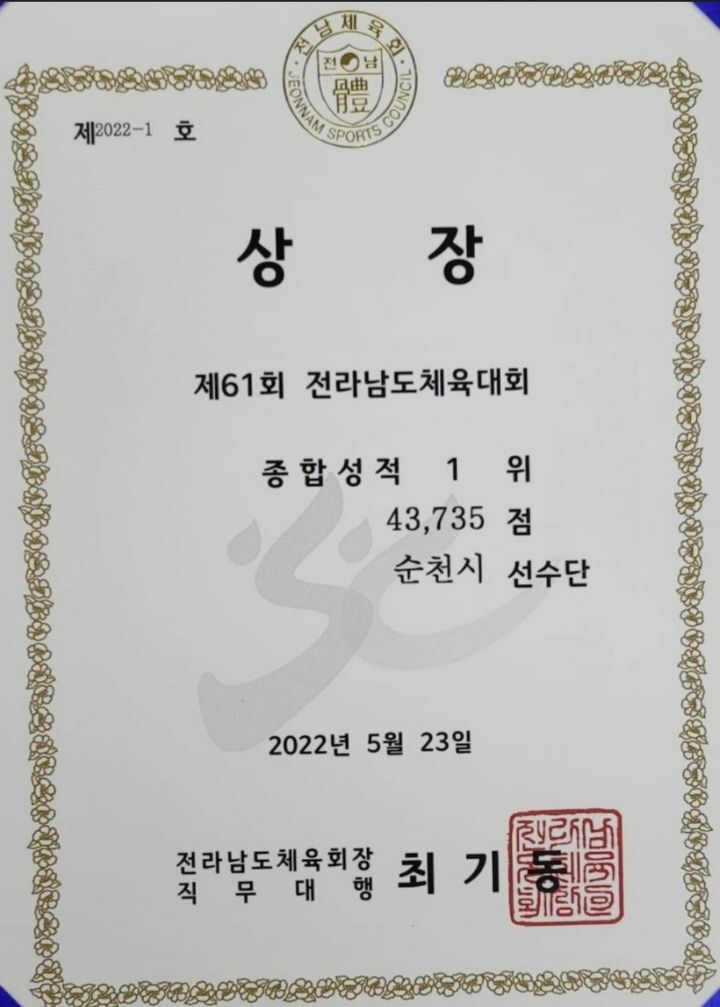 전남체육회
전 남
體
JEONNAM SPORTS COUNCIL
제2022-1 호
상 장
제61회 전라남도체육대회
종합성적 1 위
43,735 점
순천시 선수단
2022년 5월 23일
전라남도체육회장
직 무 대 행 최 기 동